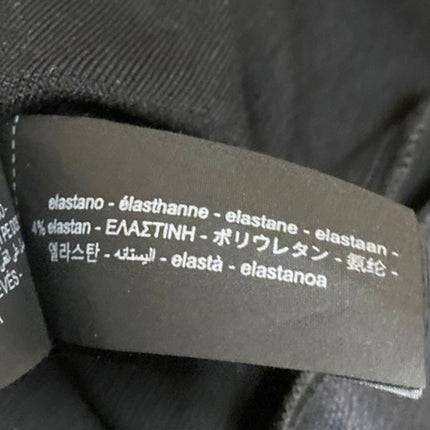 elastano - élasthanne - elastane - elastaan -
4% elastan - ΕΛΑΣΤΙΝΗ - ポリウレタン - 氨纶 -
엘라스탄 - اليستانه - elastà - elastanoa